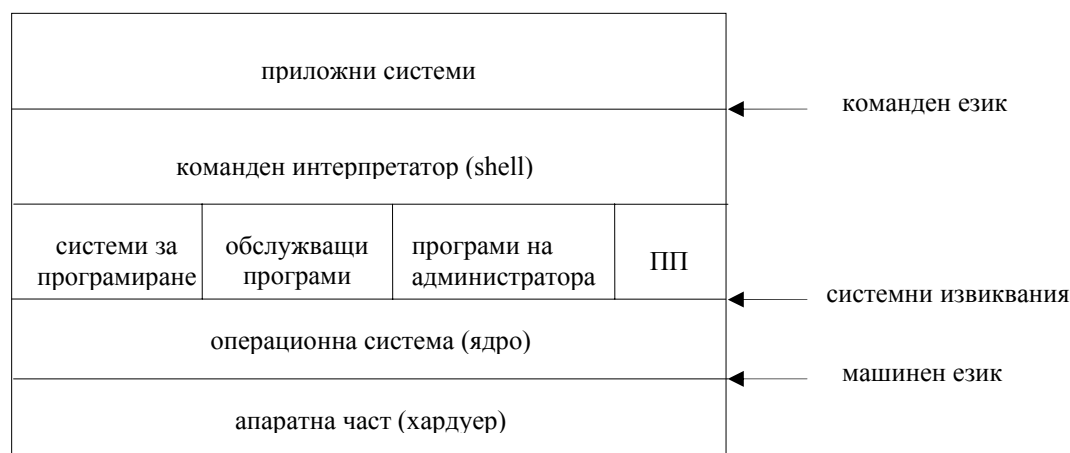 приложни системи
команден език
команден интерпретатор (shell)
системи за
програмиране
обслужващи
програми
програми на
администратора
ПП
системни извиквания
операционна система (ядро)
машинен език
апаратна част (хардуер)